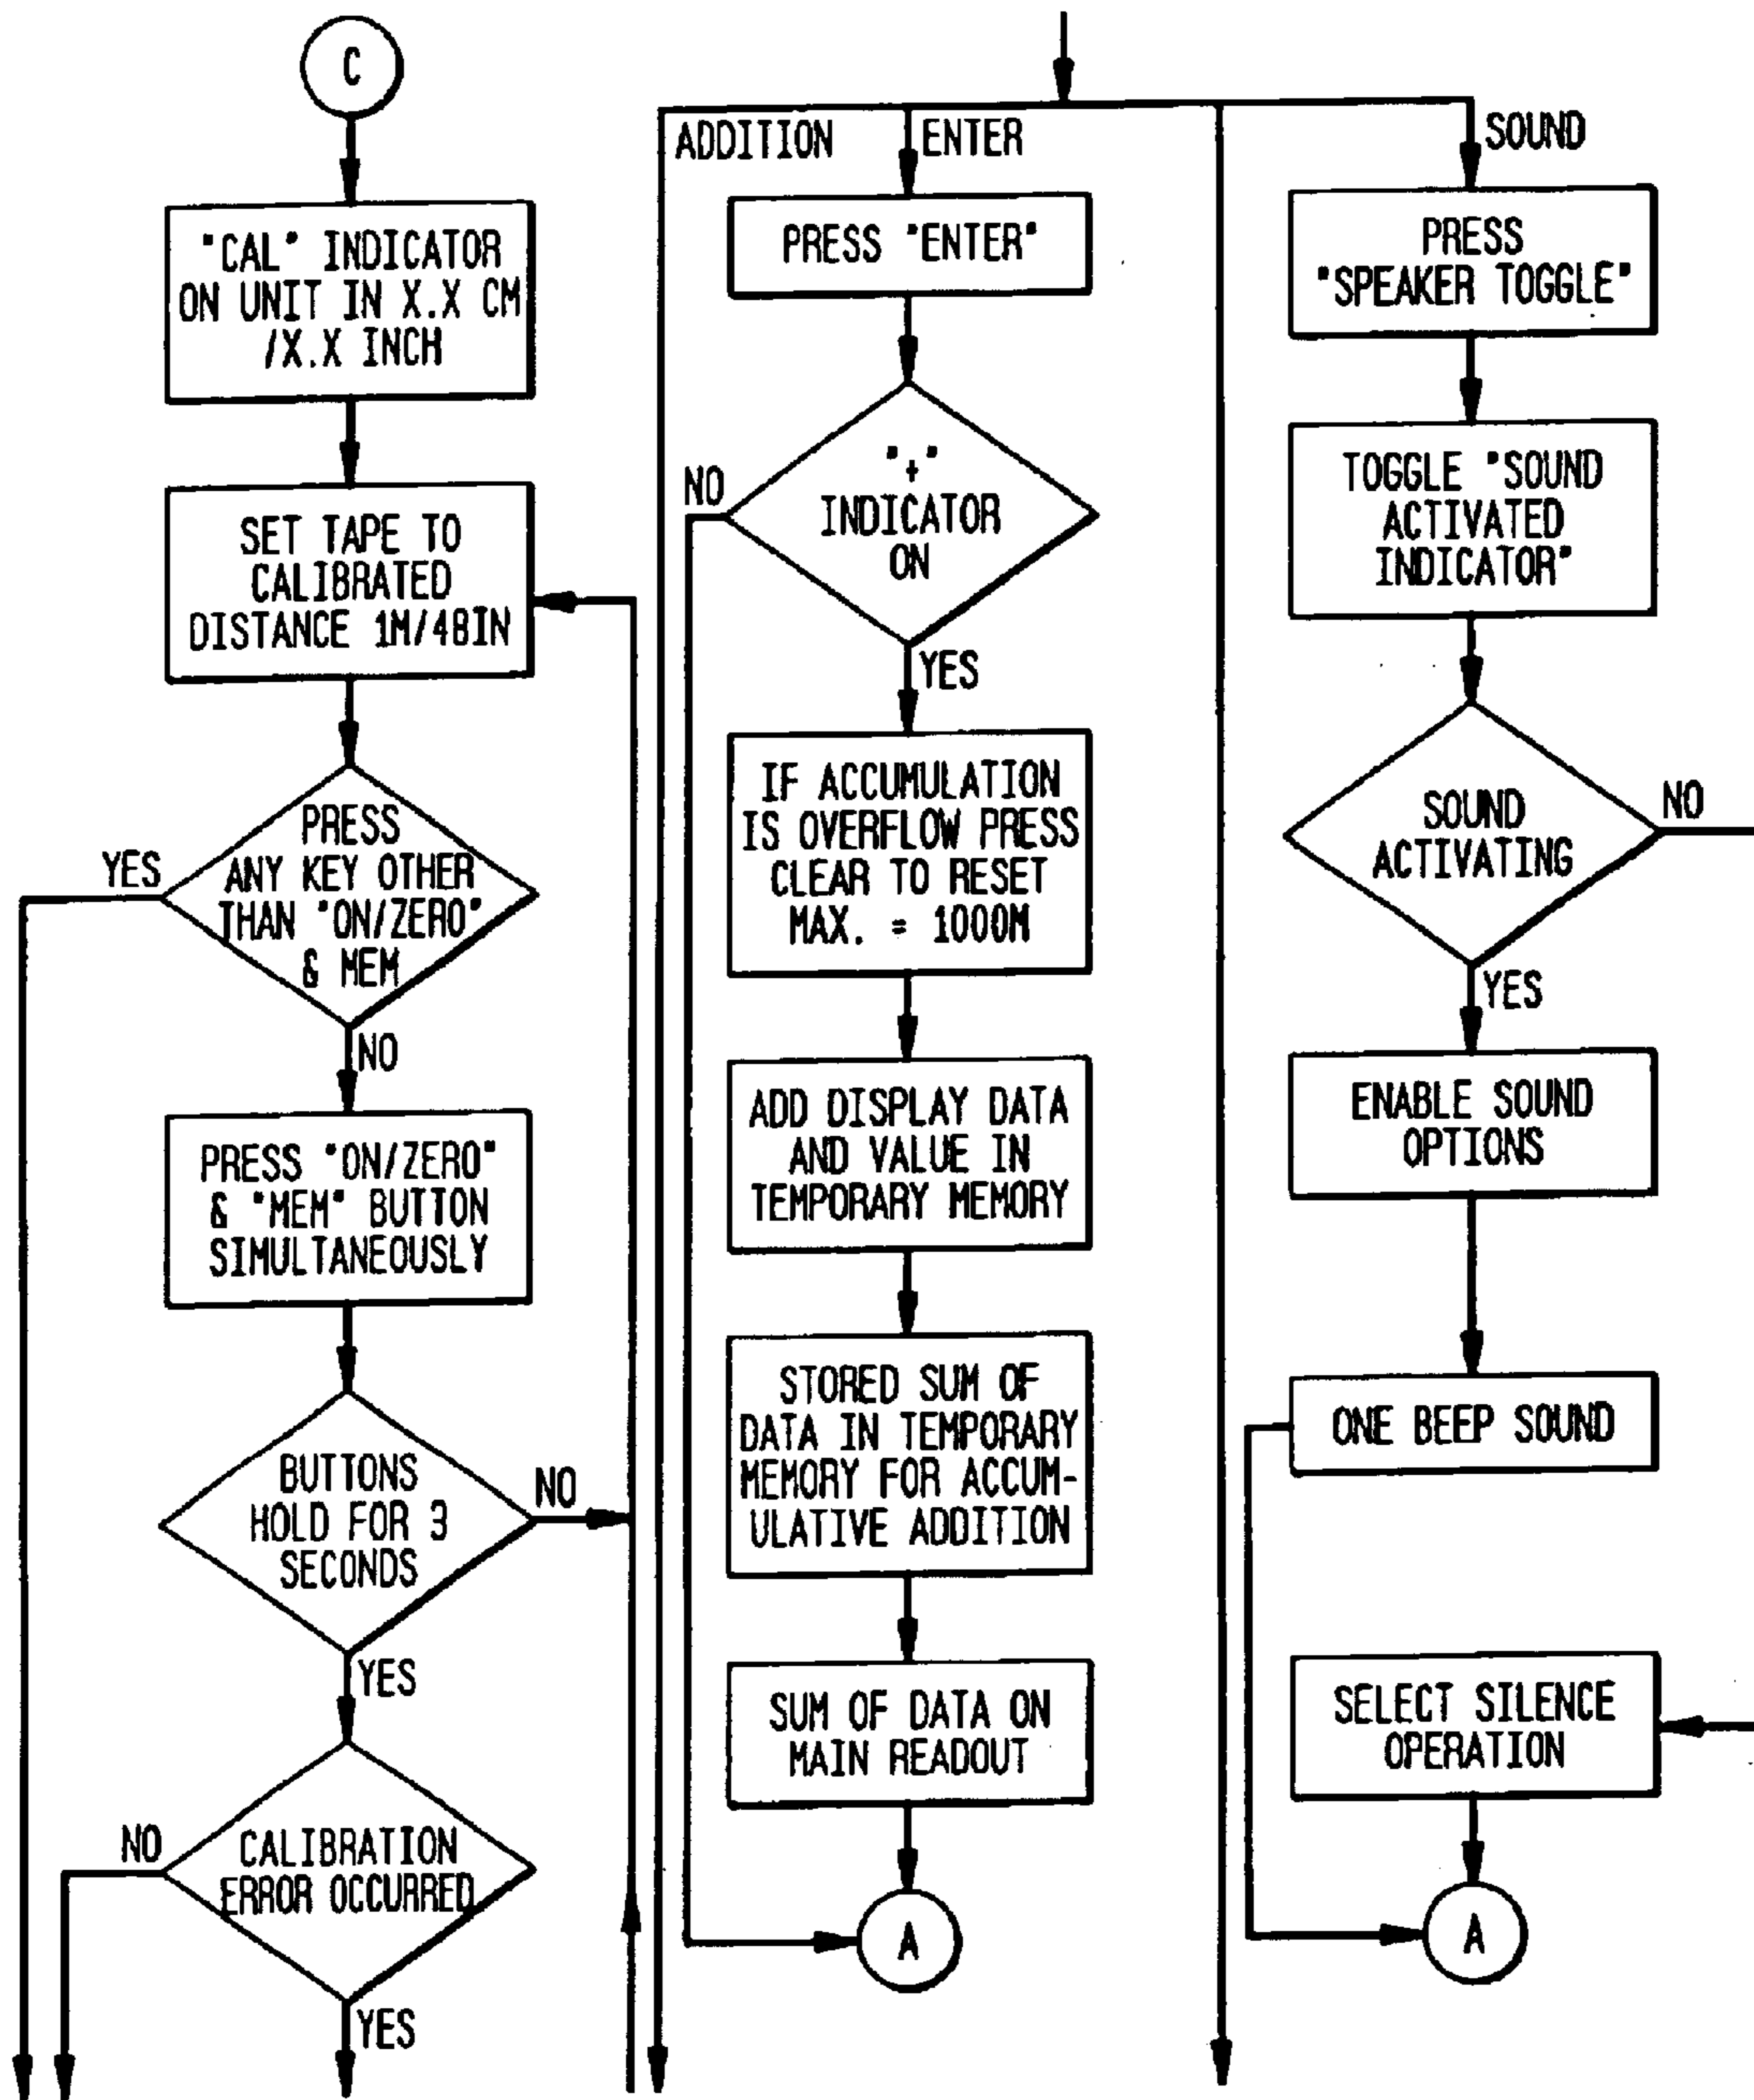 C
"CAL" INDICATOR
ON UNIT IN X.X CM
/X.X INCH
SET TAPE TO
CALIBRATED
DISTANCE 1M/48IN
PRESS
ANY KEY OTHER
THAN "ON/ZERO"
& MEM
YES
NO
PRESS "ON/ZERO"
& "MEM" BUTTON
SIMULTANEOUSLY
BUTTONS
HOLD FOR 3
SECONDS
NO
YES
CALIBRATION
ERROR OCCURRED
NO
YES
ADDITION
ENTER
PRESS "ENTER"
"+"
INDICATOR
ON
NO
YES
IF ACCUMULATION
IS OVERFLOW PRESS
CLEAR TO RESET
MAX. = 1000M
ADD DISPLAY DATA
AND VALUE IN
TEMPORARY MEMORY
STORED SUM OF
DATA IN TEMPORARY
MEMORY FOR ACCUM-
ULATIVE ADDITION
SUM OF DATA ON
MAIN READOUT
A
SOUND
PRESS
"SPEAKER TOGGLE"
TOGGLE "SOUND
ACTIVATED
INDICATOR"
SOUND
ACTIVATING
NO
YES
ENABLE SOUND
OPTIONS
ONE BEEP SOUND
SELECT SILENCE
OPERATION
A